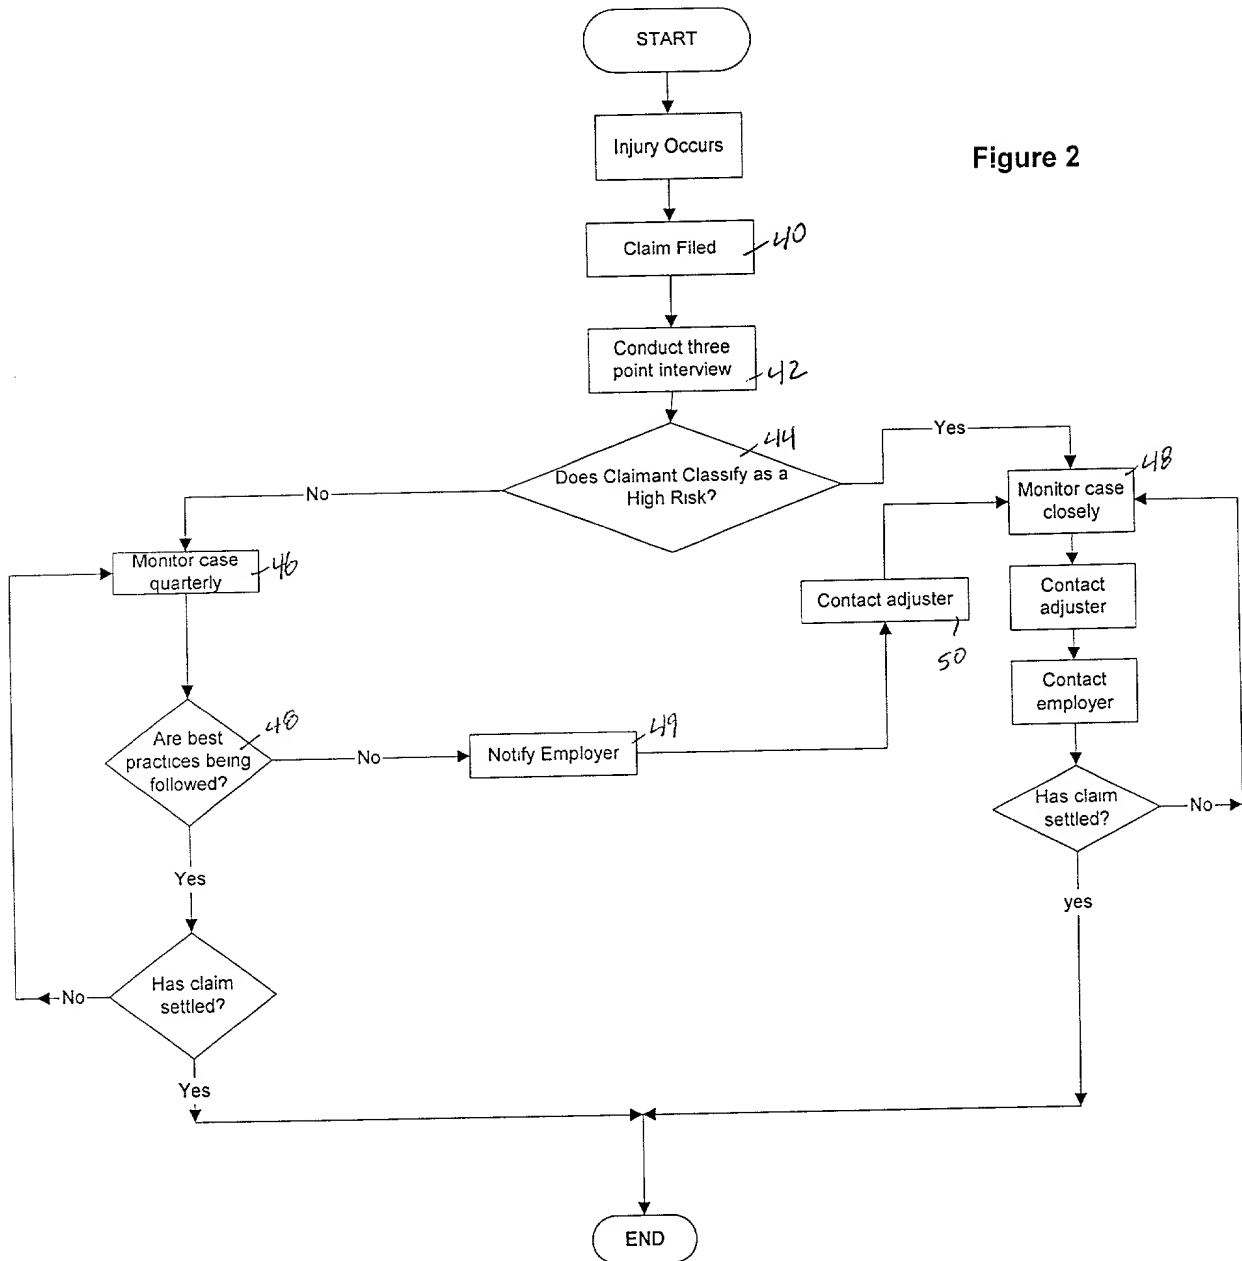 START
Injury Occurs
Figure 2
Claim Filed
40
Conduct three
point interview
42
44
Does Claimant Classify as a
High Risk?
Yes
No
48
Monitor case
closely
Monitor case
quarterly
46
Contact adjuster
50
Contact
adjuster
Contact
employer
48
Are best
practices being
followed?
No
Notify Employer
49
Has claim
settled?
No
Yes
yes
Has claim
settled?
No
Yes
END